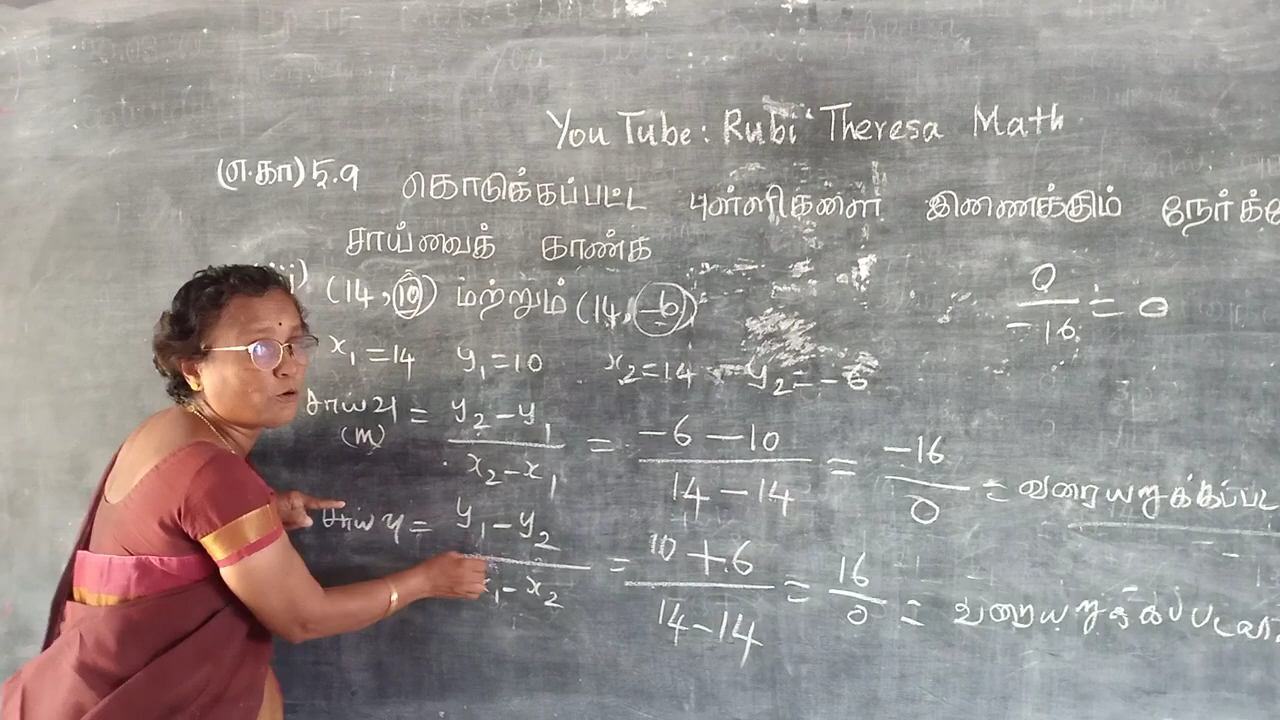 YouTube: Rubi Theresa Math
(எ.கா) 5.9 கொடுக்கப்பட்ட புள்ளிகளை இணைக்கும்
சாய்வைக் காண்க
(14, 10) மற்றும் (14, -6)
0/-16 = 0
x₁ = 14 y₁ = 10 x₂ = 14 y₂ = -6
சாய்வு (m) = y₂ - y₁ / x₂ - x₁ = -6 - 10 / 14 - 14 = -16/0 = வரையறுக்கப்பட
சாய்வு = y₁ - y₂ / x₁ - x₂ = 10 + 6 / 14 - 14 = 16/0 = வரையறுக்கப்படவி